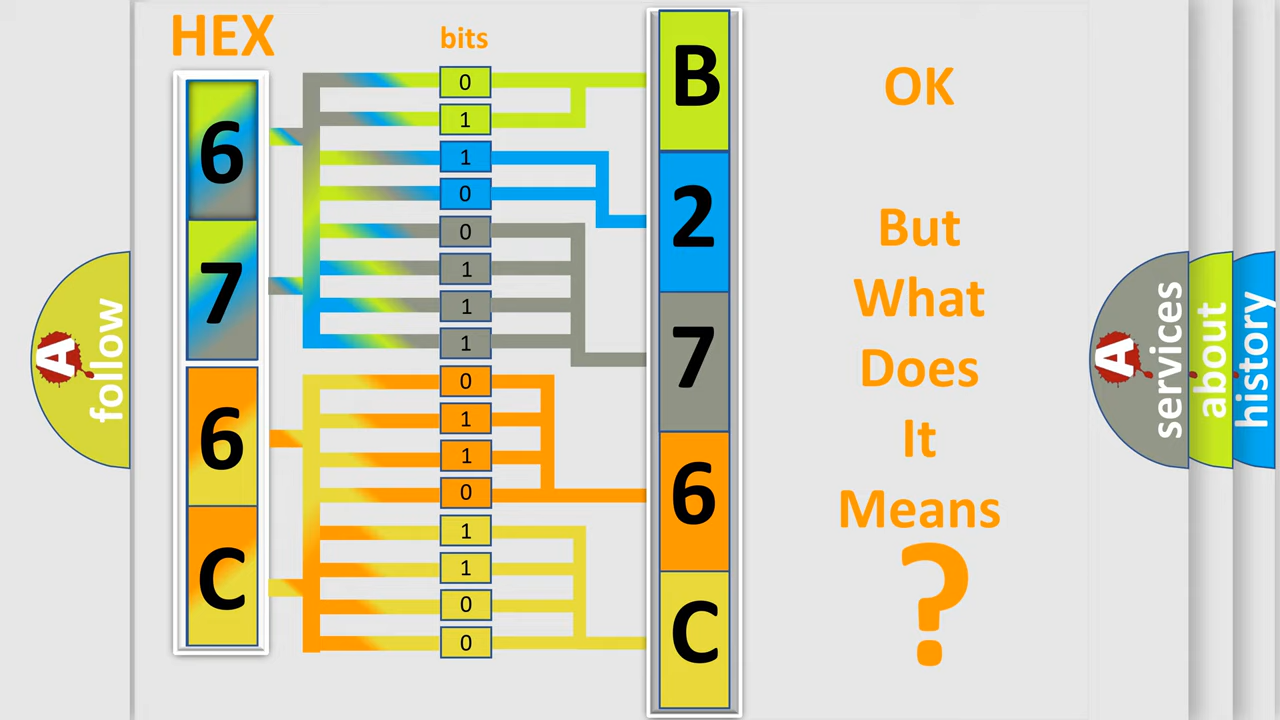 HEX
bits
6
7
6
C
0
1
1
0
0
1
1
1
0
1
1
0
1
1
0
0
B
2
7
6
C
OK
But
What
Does
It
Means
?
A
follow
A
services
about
history